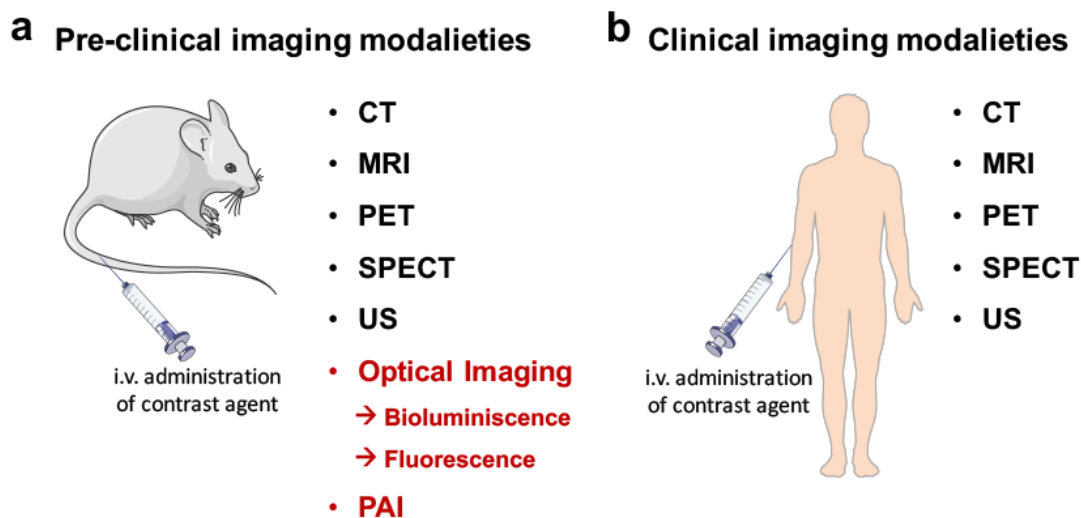 a Pre-clinical imaging modalieties
• CT
• MRI
• PET
• SPECT
• US
• Optical Imaging
→ Bioluminiscence
→ Fluorescence
• PAI
i.v. administration
of contrast agent
b Clinical imaging modalieties
• CT
• MRI
• PET
• SPECT
• US
i.v. administration
of contrast agent